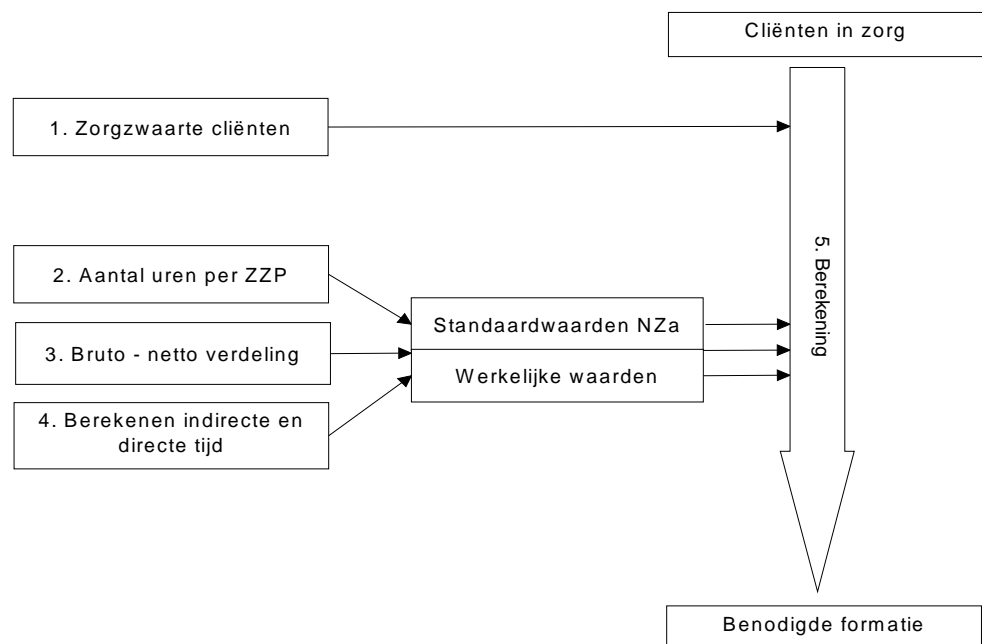 Cliënten in zorg
1. Zorgzwaarte cliënten
2. Aantal uren per ZZP
3. Bruto - netto verdeling
4. Berekenen indirecte en
directe tijd
Standaardwaarden NZa
Werkelijke waarden
5. Berekening
Benodigde formatie